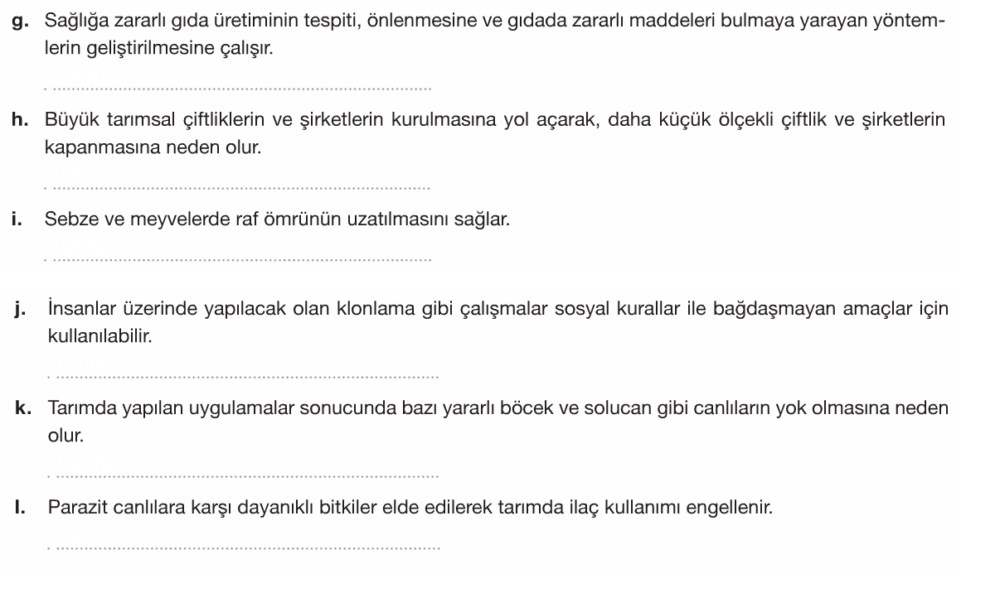 g. Sağlığa zararlı gıda üretiminin tespiti, önlenmesine ve gıdada zararlı maddeleri bulmaya yarayan yöntem-
lerin geliştirilmesine çalışır.
h. Büyük tarımsal çiftliklerin ve şirketlerin kurulmasına yol açarak, daha küçük ölçekli çiftlik ve şirketlerin
kapanmasına neden olur.
i. Sebze ve meyvelerde raf ömrünün uzatılmasını sağlar.
j. İnsanlar üzerinde yapılacak olan klonlama gibi çalışmalar sosyal kurallar ile bağdaşmayan amaçlar için
kullanılabilir.
k. Tarımda yapılan uygulamalar sonucunda bazı yararlı böcek ve solucan gibi canlıların yok olmasına neden
olur.
l. Parazit canlılara karşı dayanıklı bitkiler elde edilerek tarımda ilaç kullanımı engellenir.